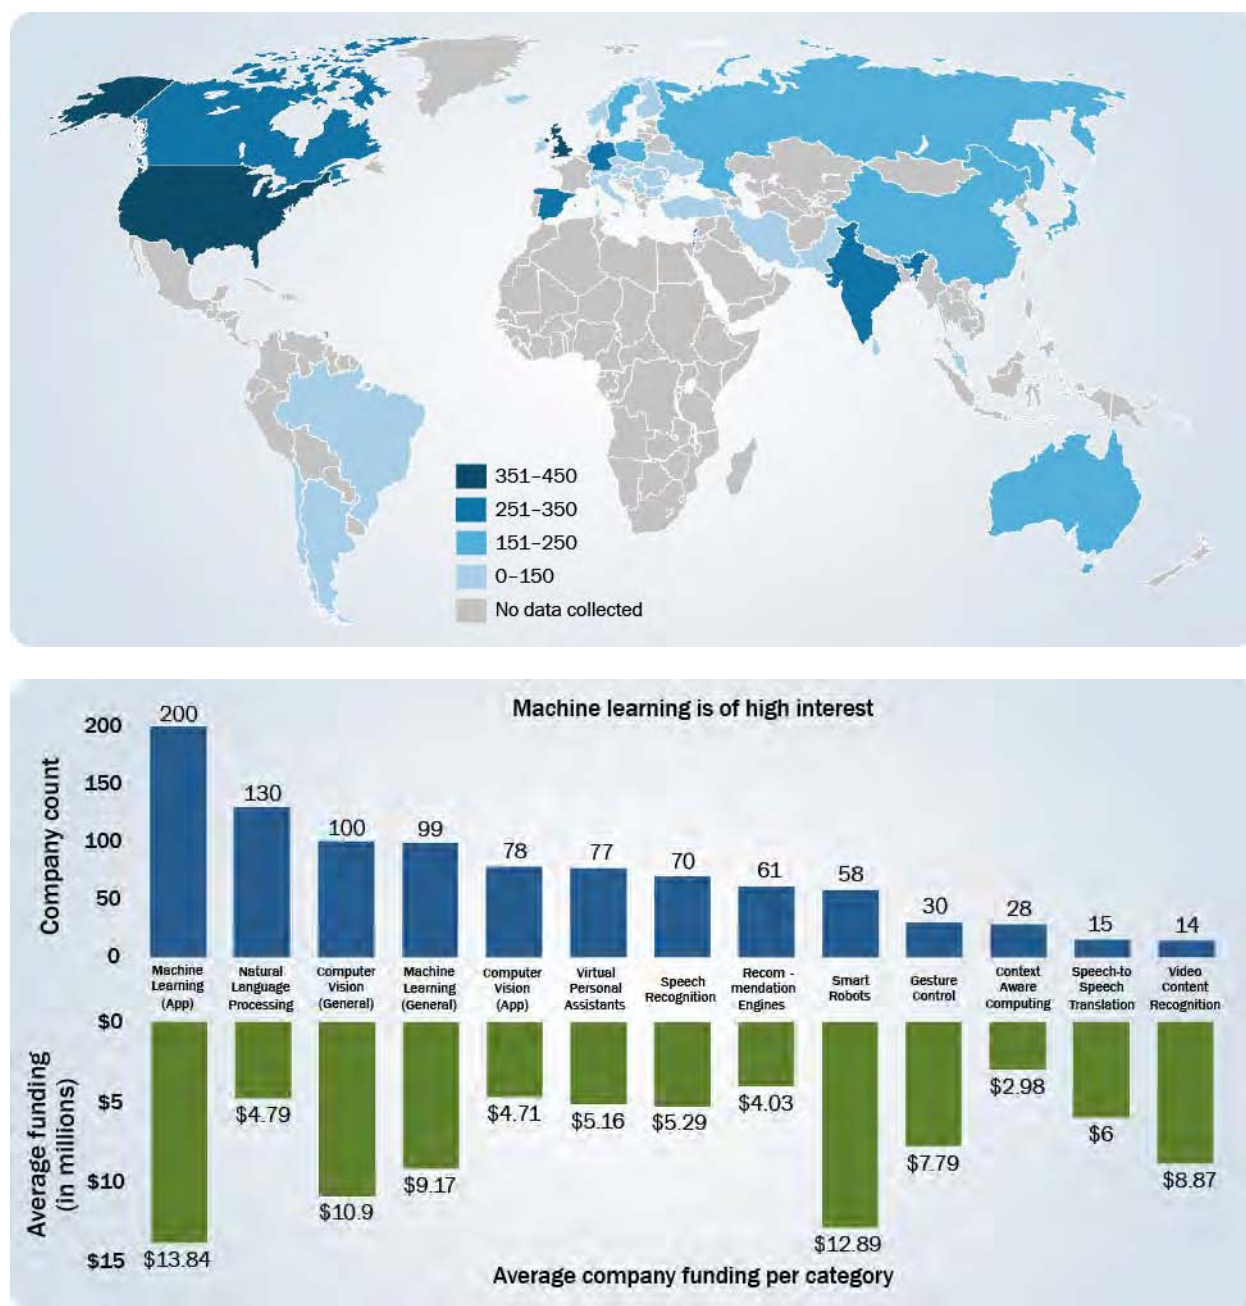 351–450
251–350
151–250
0–150
No data collected
Machine learning is of high interest
Company count
200
150
100
50
0
200
130
100
99
78
77
70
61
58
30
28
15
14
Machine
Learning
(App)
Natural
Language
Processing
Computer
Vision
(General)
Machine
Learning
(General)
Computer
Vision
(App)
Virtual
Personal
Assistants
Speech
Recognition
Recom -
mendation
Engines
Smart
Robots
Gesture
Control
Context
Aware
Computing
Speech-to
Speech
Translation
Video
Content
Recognition
Average funding
(in millions)
$0
$5
$10
$15
$13.84
$4.79
$10.9
$9.17
$4.71
$5.16
$5.29
$4.03
$12.89
$7.79
$2.98
$6
$8.87
Average company funding per category